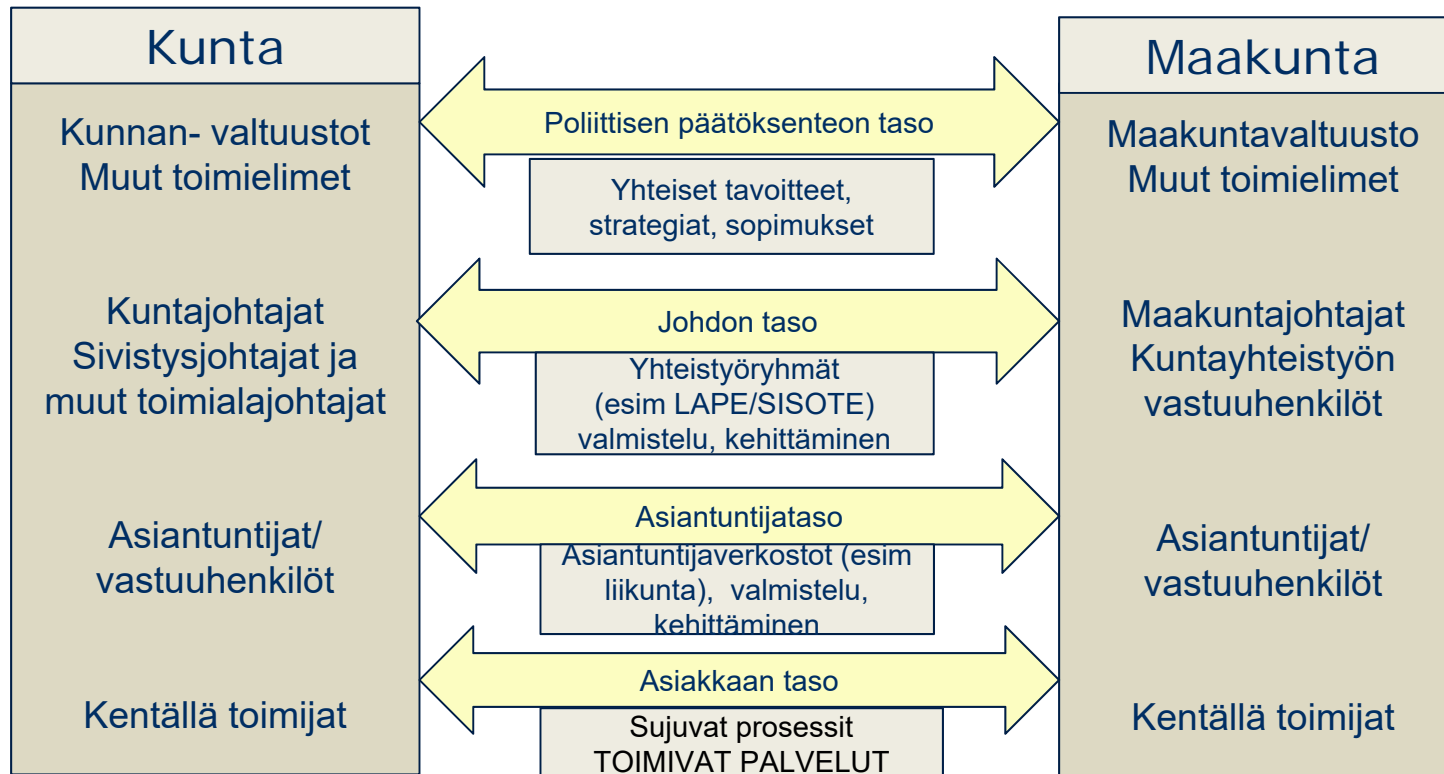 Kunta
Kunnan- valtuustot
Muut toimielimet
Kuntajohtajat
Sivistysjohtajat ja
muut toimialajohtajat
Asiantuntijat/
vastuuhenkilöt
Kentällä toimijat
Poliittisen päätöksenteon taso
Yhteiset tavoitteet,
strategiat, sopimukset
Johdon taso
Yhteistyöryhmät
(esim LAPE/SISOTE)
valmistelu, kehittäminen
Asiantuntijataso
Asiantuntijaverkostot (esim
liikunta), valmistelu,
kehittäminen
Asiakkaan taso
Sujuvat prosessit
TOIMIVAT PALVELUT
Maakunta
Maakuntavaltuusto
Muut toimielimet
Maakuntajohtajat
Kuntayhteistyön
vastuuhenkilöt
Asiantuntijat/
vastuuhenkilöt
Kentällä toimijat